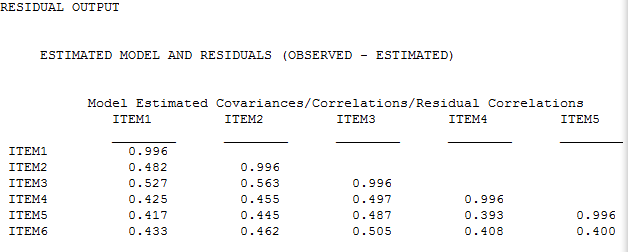 RESIDUAL OUTPUT
ESTIMATED MODEL AND RESIDUALS (OBSERVED - ESTIMATED)
Model Estimated Covariances/Correlations/Residual Correlations
ITEM1 ITEM2 ITEM3 ITEM4 ITEM5
ITEM1 0.996
ITEM2 0.482 0.996
ITEM3 0.527 0.563 0.996
ITEM4 0.425 0.455 0.497 0.996
ITEM5 0.417 0.445 0.487 0.393 0.996
ITEM6 0.433 0.462 0.505 0.408 0.400